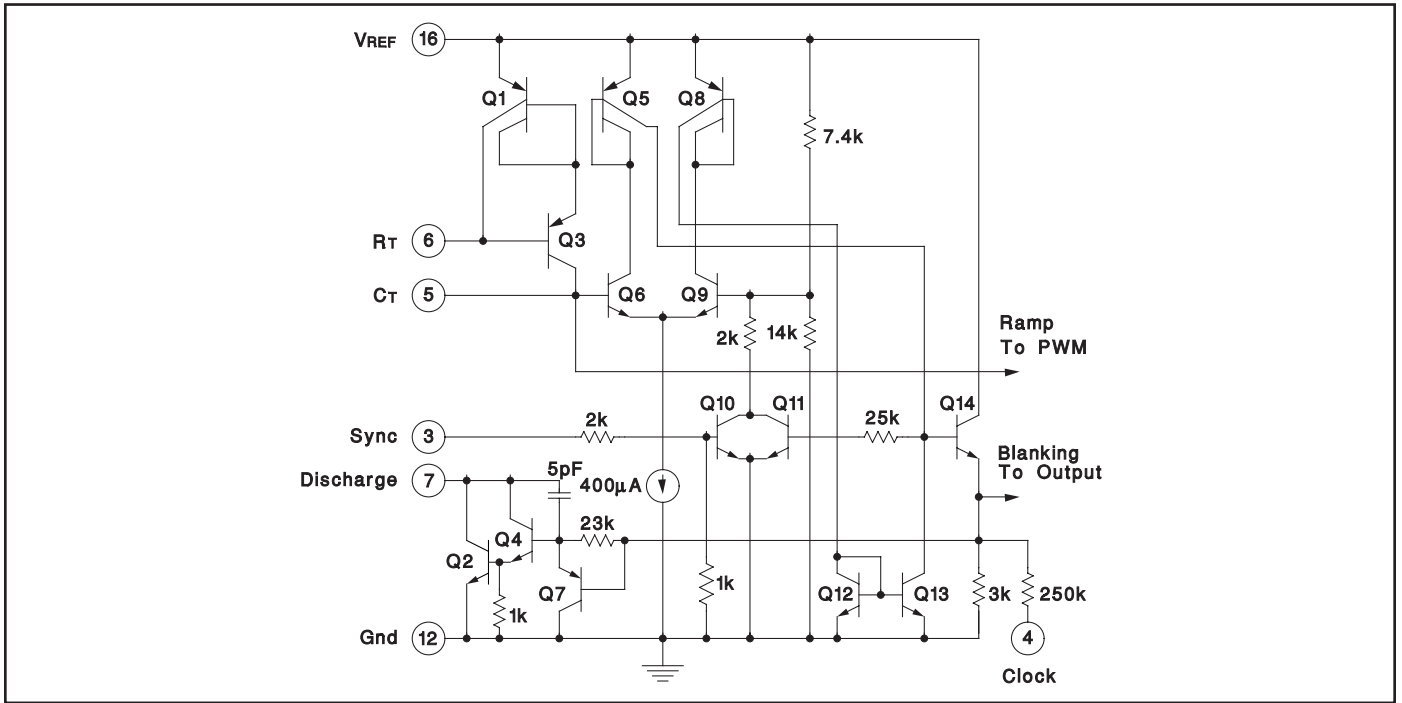 VREF 16
Q1
Q5
Q8
7.4k
RT 6
Q3
CT 5
Q6
Q9
2k
14k
Ramp
To PWM
Q10
Q11
Q14
Sync 3
2k
25k
Blanking
To Output
Discharge 7
5pF
400μA
23k
Q4
Q2
Q7
1k
1k
Q12
Q13
3k
250k
Gnd 12
4
Clock